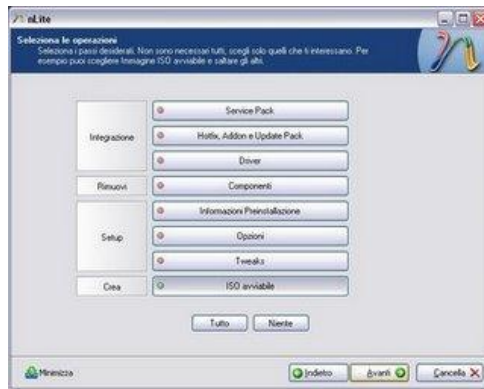 nLite
Seleziona le operazioni
Seleziona i passi desiderati. Non sono necessari tutti, scegli solo quelli che ti interessano. Per
esempio puoi scegliere Immagine ISO avviabile e saltare gli altri.
Integrazione
Service Pack
Hotfix, Addon e Update Pack
Driver
Rimuovi
Componenti
Setup
Informazioni Preinstallazione
Opzioni
Tweaks
Crea
ISO avviabile
Tutto
Niente
Minimizza
Indietro
Avanti
Cancella